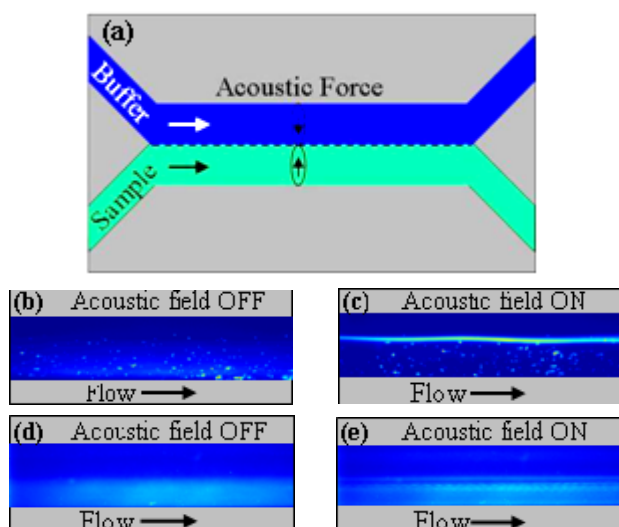 (a)
Buffer
Acoustic Force
Sample
(b) Acoustic field OFF
Flow
(c) Acoustic field ON
Flow
(d) Acoustic field OFF
Flow
(e) Acoustic field ON
Flow